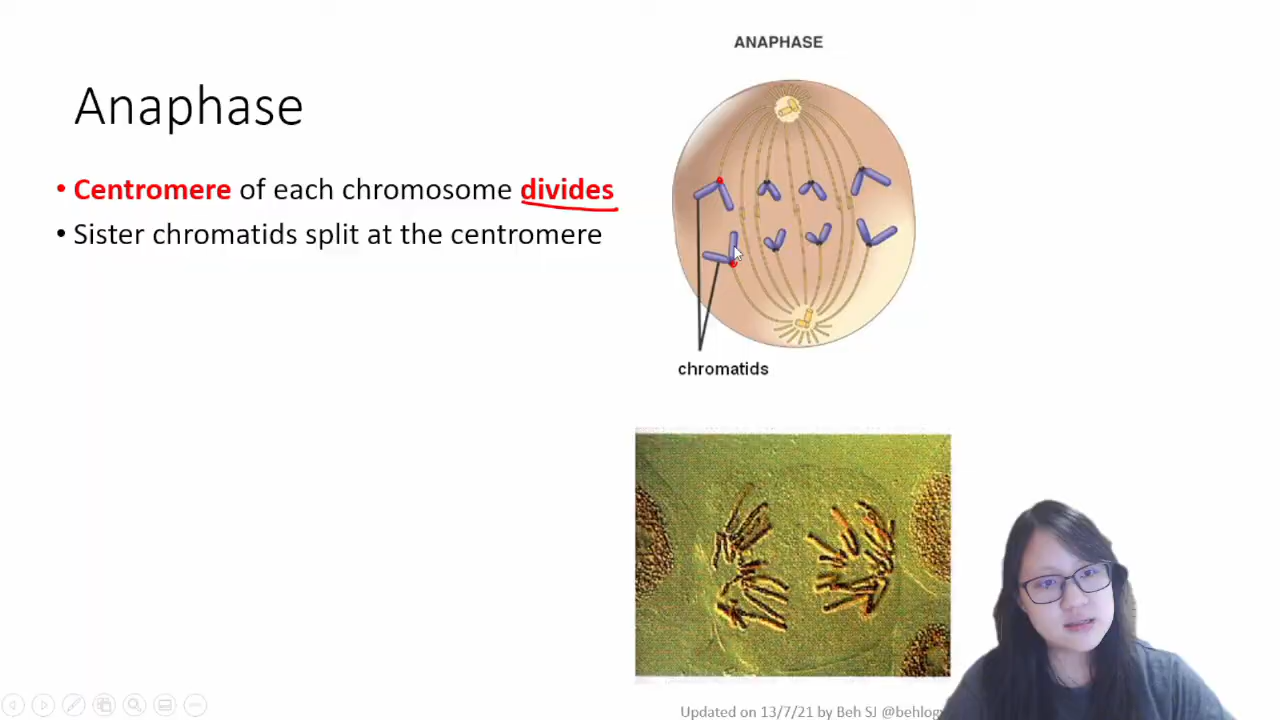 Anaphase
• Centromere of each chromosome divides
• Sister chromatids split at the centromere
ANAPHASE
chromatids
Updated on 13/7/21 by Beh SJ